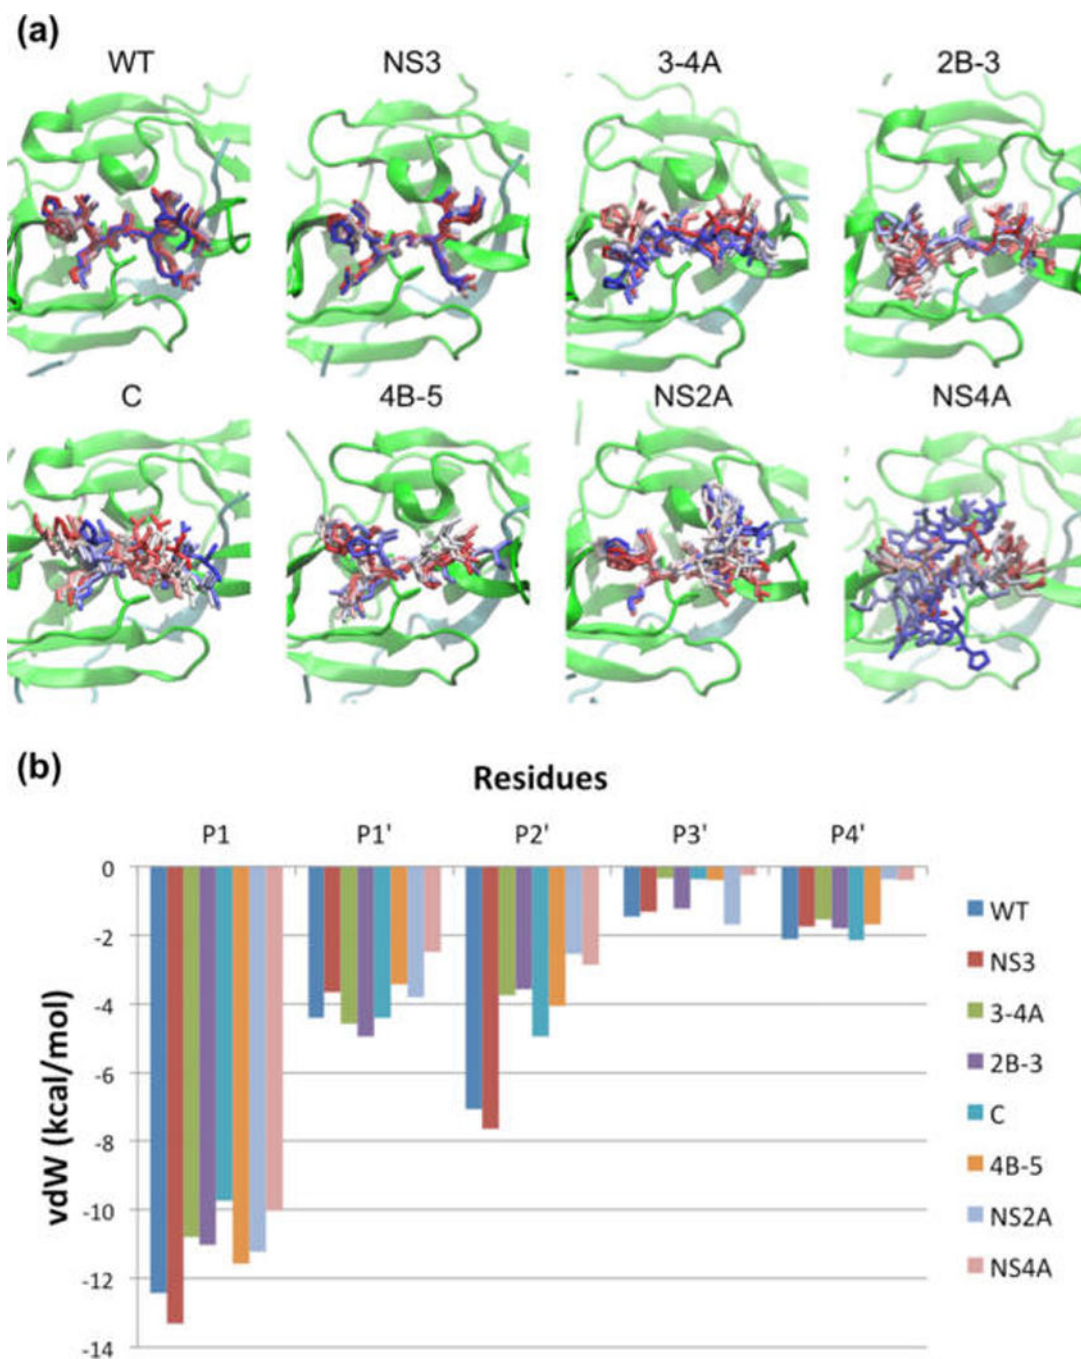 (a)
WT NS3 3-4A 2B-3
C 4B-5 NS2A NS4A
(b)
Residues
P1 P1' P2' P3' P4'
0
-2
-4
-6
-8
-10
-12
-14
vdW (kcal/mol)
WT
NS3
3-4A
2B-3
C
4B-5
NS2A
NS4A